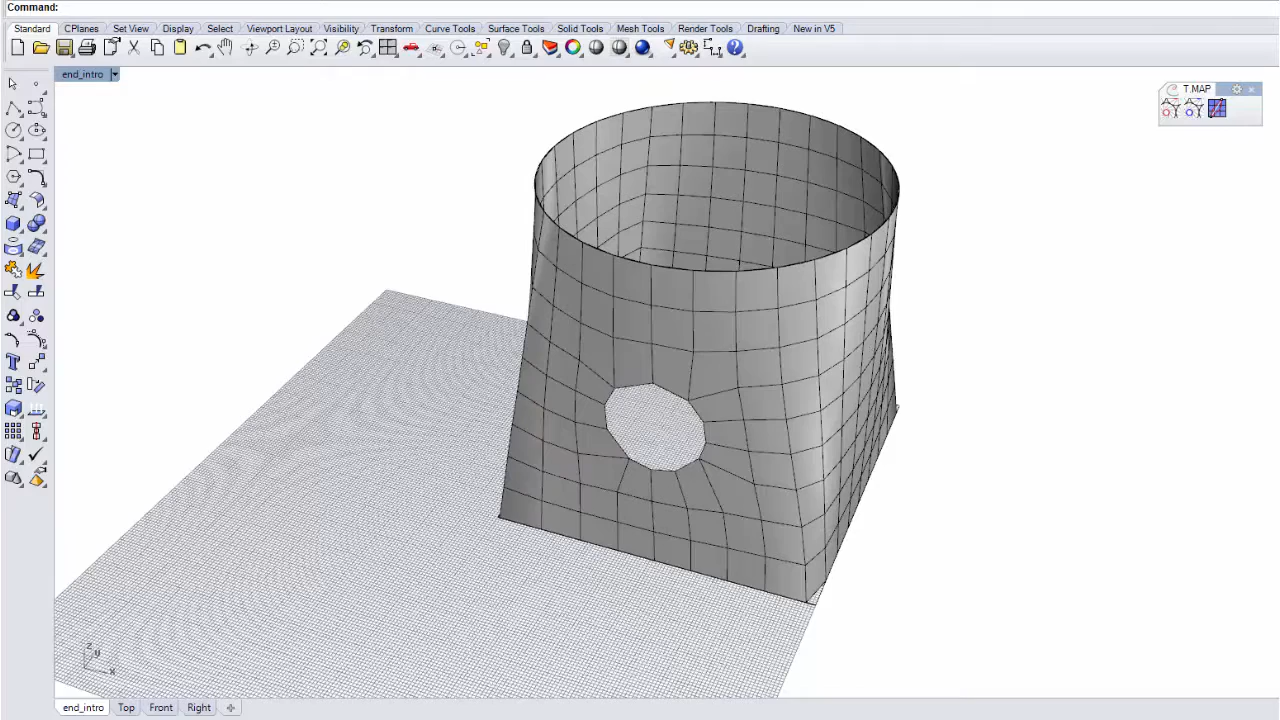 Command:
Standard CPlanes Set View Display Select Viewport Layout Visibility Transform Curve Tools Surface Tools Solid Tools Mesh Tools Render Tools Drafting New in V5
end_intro
T.MAP
z y
x
end_intro Top Front Right